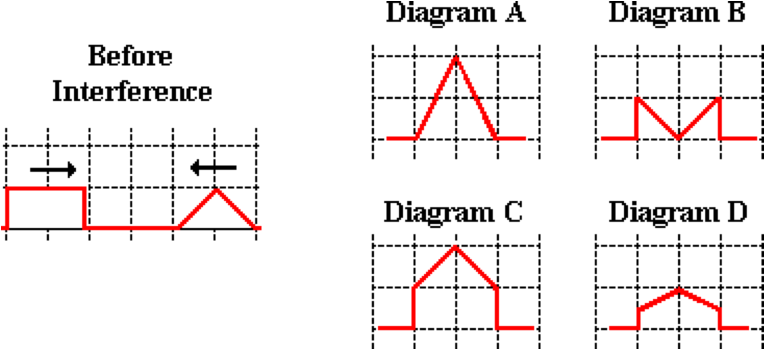 Before
Interference
Diagram A
Diagram B
Diagram C
Diagram D